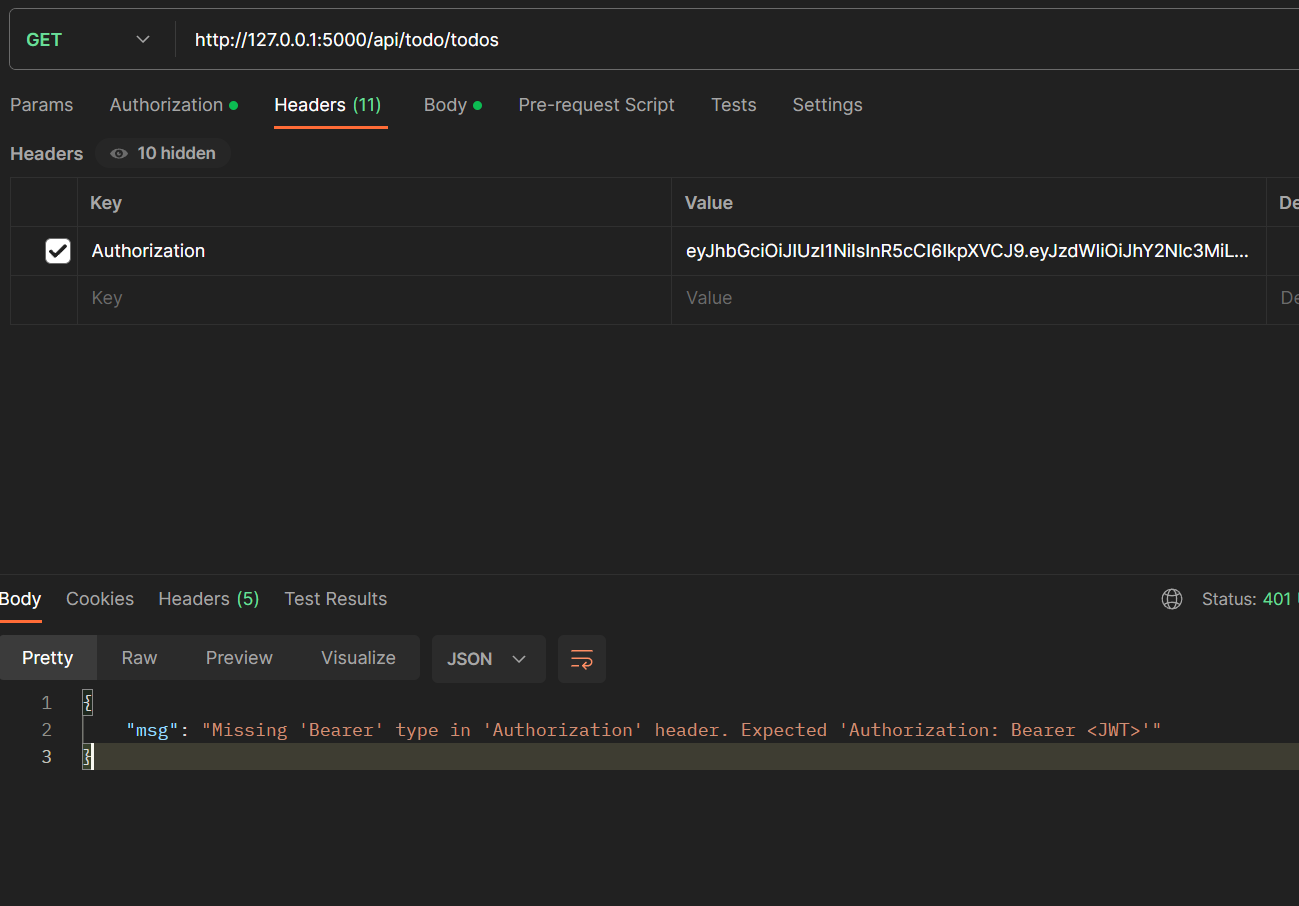 GET http://127.0.0.1:5000/api/todo/todos
Params Authorization Headers (11) Body Pre-request Script Tests Settings
Headers 10 hidden
Key Value De
Authorization eyJhbGciOiJIUzI1NiIsInR5cCI6IkpXVCJ9.eyJzdWIiOiJhY2Nlc3MiL...
Key Value De
Body Cookies Headers (5) Test Results Status: 401
Pretty Raw Preview Visualize JSON
1 {
2 "msg": "Missing 'Bearer' type in 'Authorization' header. Expected 'Authorization: Bearer <JWT>'"
3 }